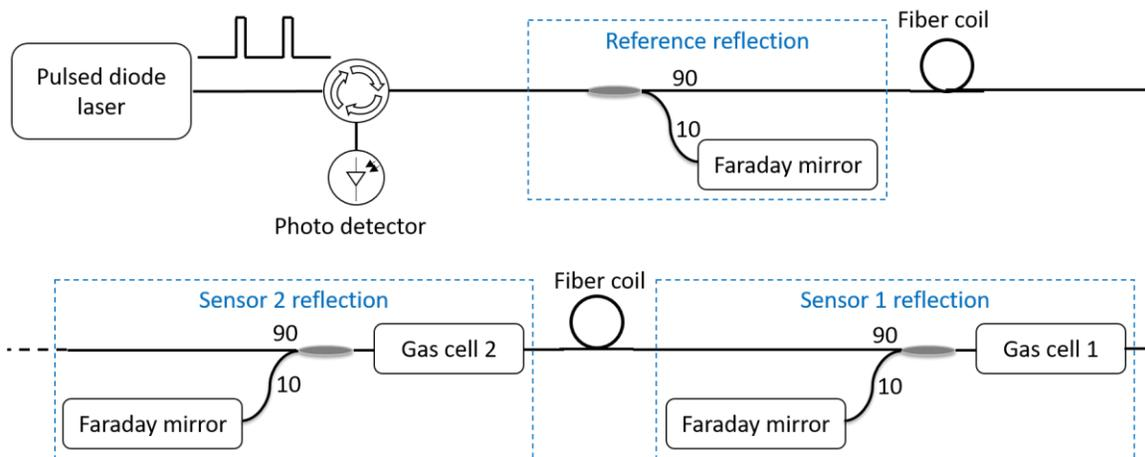 Pulsed diode
laser
Photo detector
Reference reflection
90
10
Faraday mirror
Fiber coil
Sensor 2 reflection
90
10
Faraday mirror
Gas cell 2
Fiber coil
Sensor 1 reflection
90
10
Faraday mirror
Gas cell 1